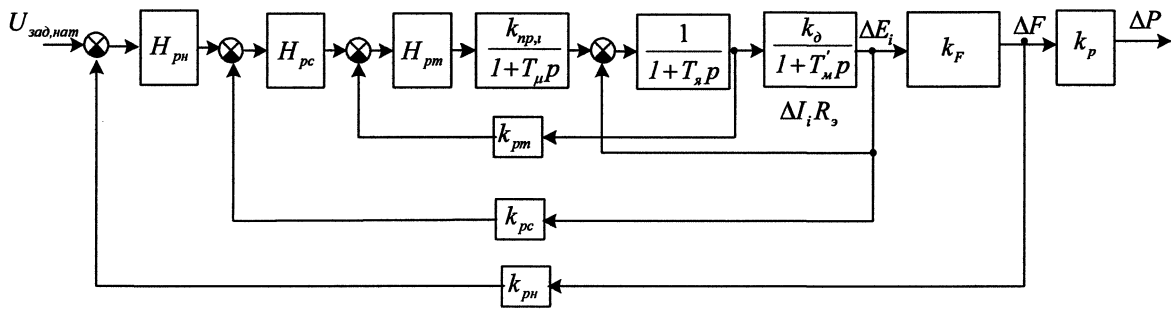 U зад,нат
H рн
H рс
H рт
k пр,i
1+T μ p
1
1+T я p
k д
1+T ' м p
ΔE i
k F
ΔF
k p
ΔP
ΔI i R э
k рт
k рс
k рн